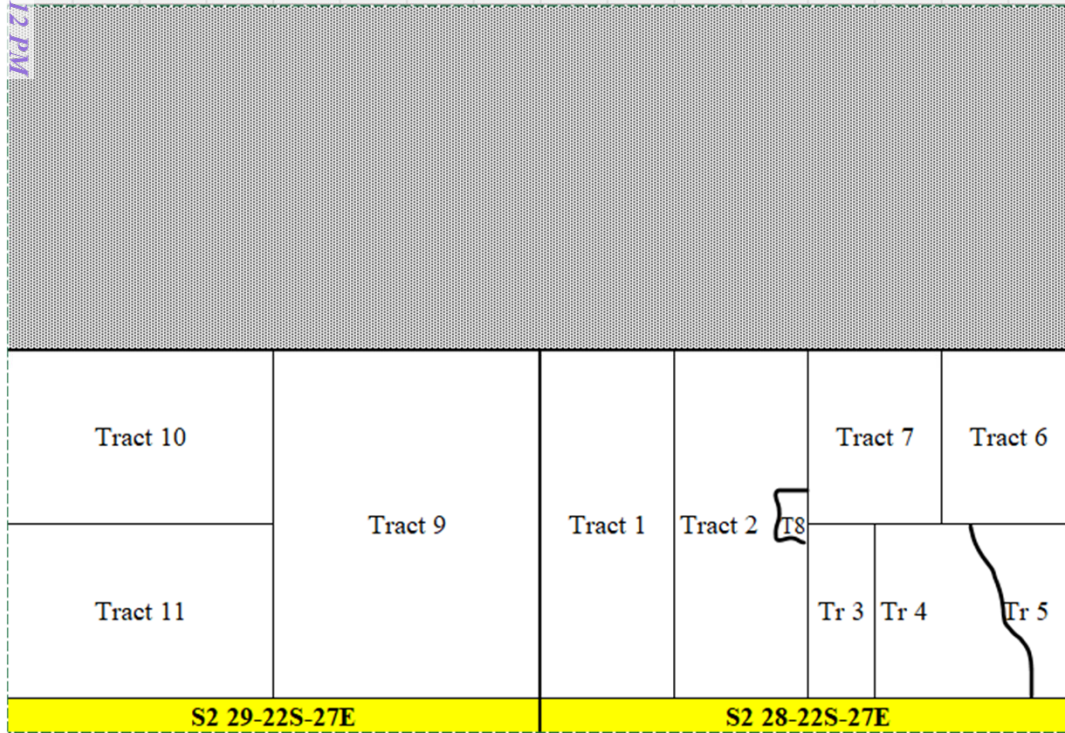 12 PM
Tract 10
Tract 7
Tract 6
Tract 9
Tract 1
Tract 2
T8
Tract 11
Tr 3
Tr 4
Tr 5
S2 29-22S-27E
S2 28-22S-27E